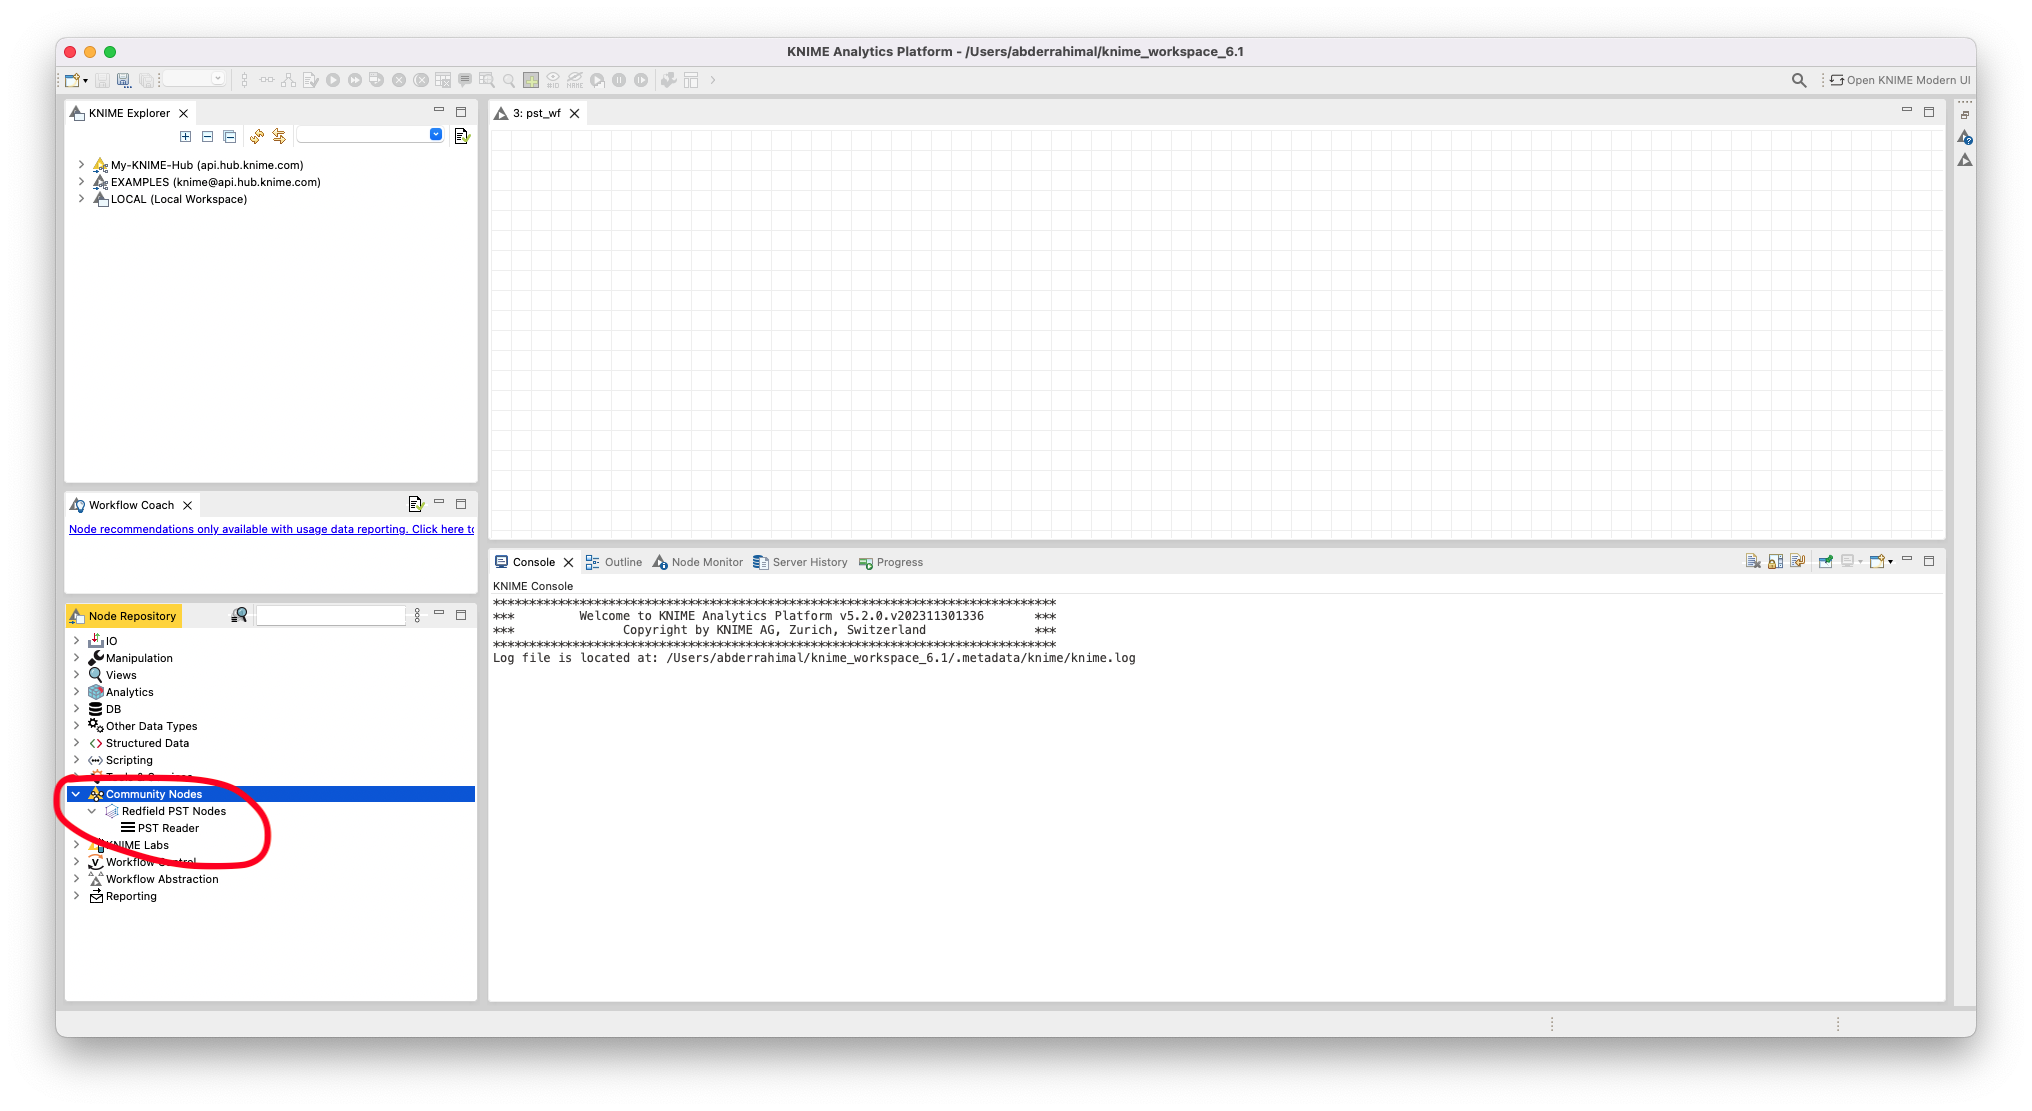 KNIME Analytics Platform - /Users/abderrahimal/knime_workspace_6.1
Open KNIME Modern UI
KNIME Explorer
My-KNIME-Hub (api.hub.knime.com)
EXAMPLES (knime@api.hub.knime.com)
LOCAL (Local Workspace)
3: pst_wf
Workflow Coach
Node recommendations only available with usage data reporting. Click here to
Node Repository
IO
Manipulation
Views
Analytics
DB
Other Data Types
Structured Data
Scripting
Tools & Services
Community Nodes
Redfield PST Nodes
PST Reader
KNIME Labs
Workflow Control
Workflow Abstraction
Reporting
Console Outline Node Monitor Server History Progress
KNIME Console
******************************************************************************
*** Welcome to KNIME Analytics Platform v5.2.0.v202311301336 ***
*** Copyright by KNIME AG, Zurich, Switzerland ***
******************************************************************************
Log file is located at: /Users/abderrahimal/knime_workspace_6.1/.metadata/knime/knime.log